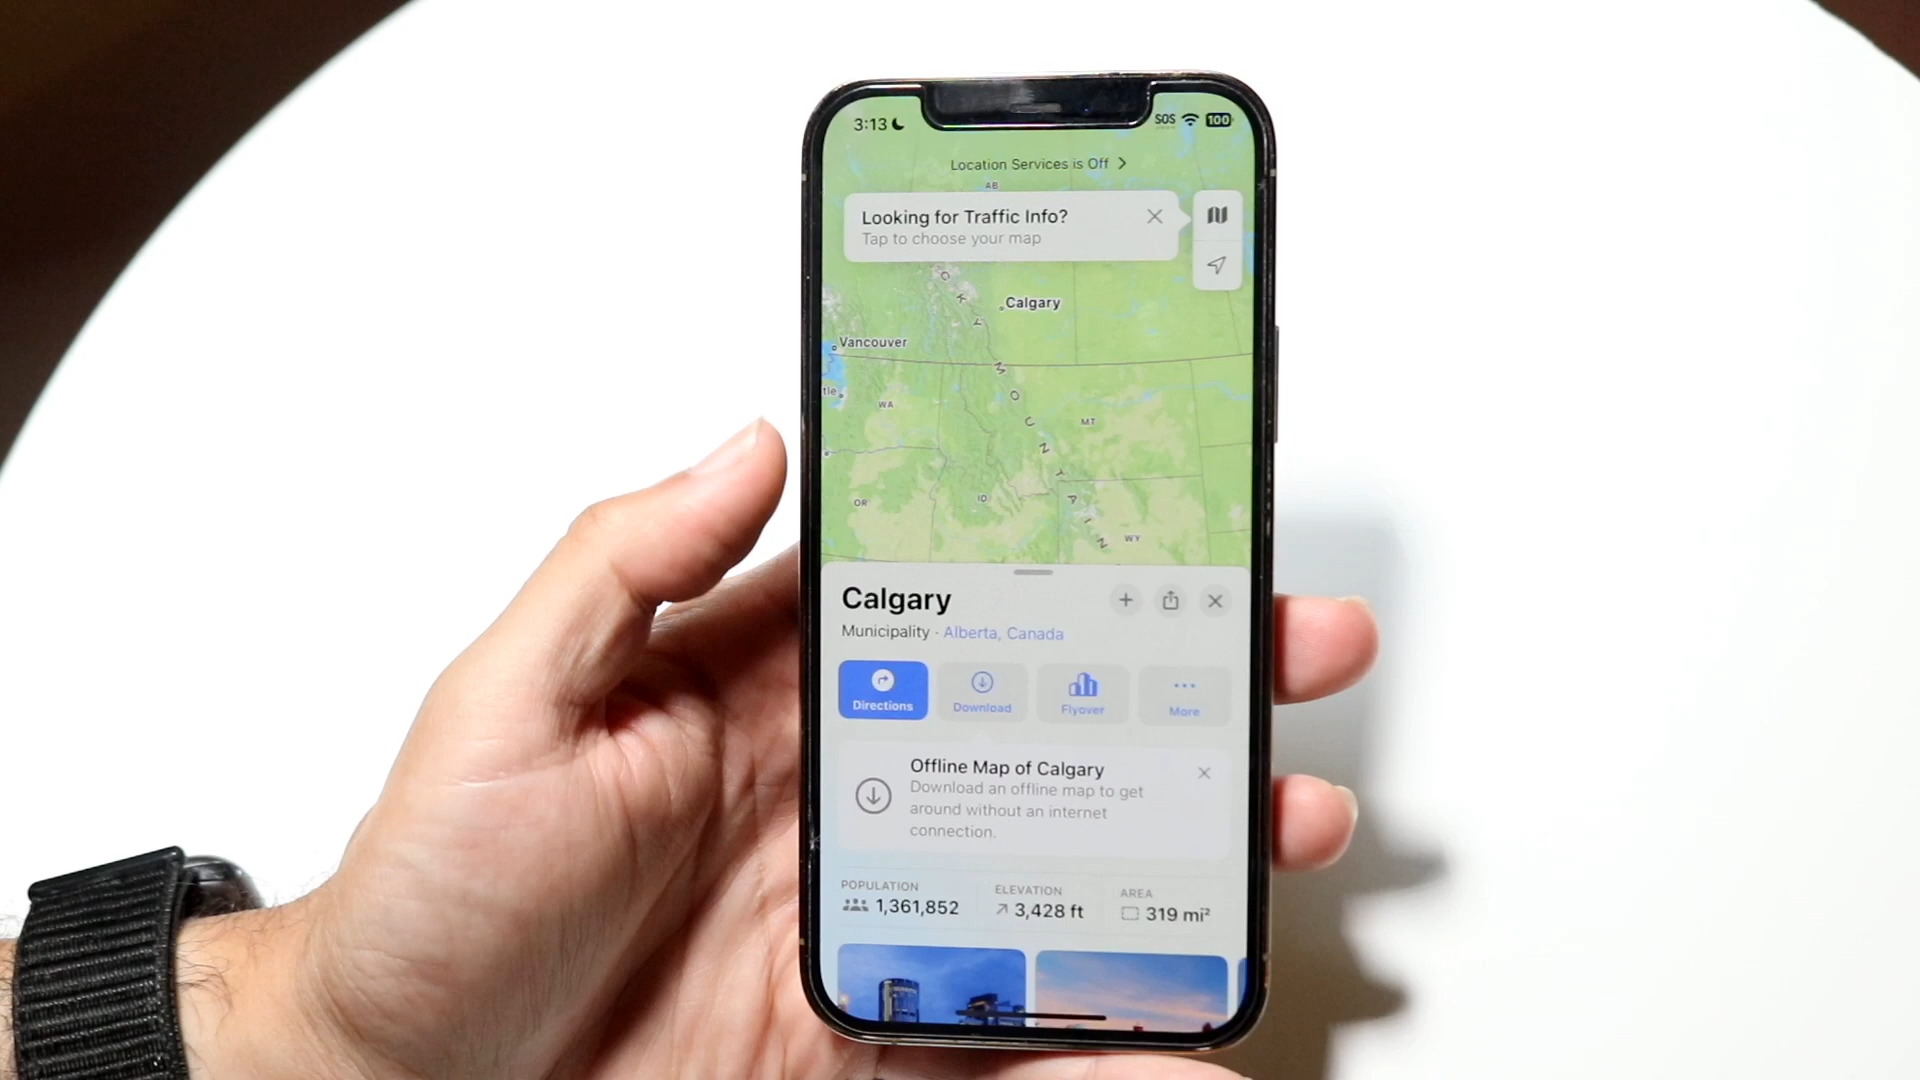 3:13
SOS
100
Location Services is Off
AB
Looking for Traffic Info?
Tap to choose your map
Calgary
Vancouver
tle
WA
MT
OR
ID
WY
C K Y M O U N T A I N
Calgary
Municipality · Alberta, Canada
Directions
Download
Flyover
More
Offline Map of Calgary
Download an offline map to get
around without an internet
connection.
POPULATION
ELEVATION
AREA
1,361,852
3,428 ft
319 mi²